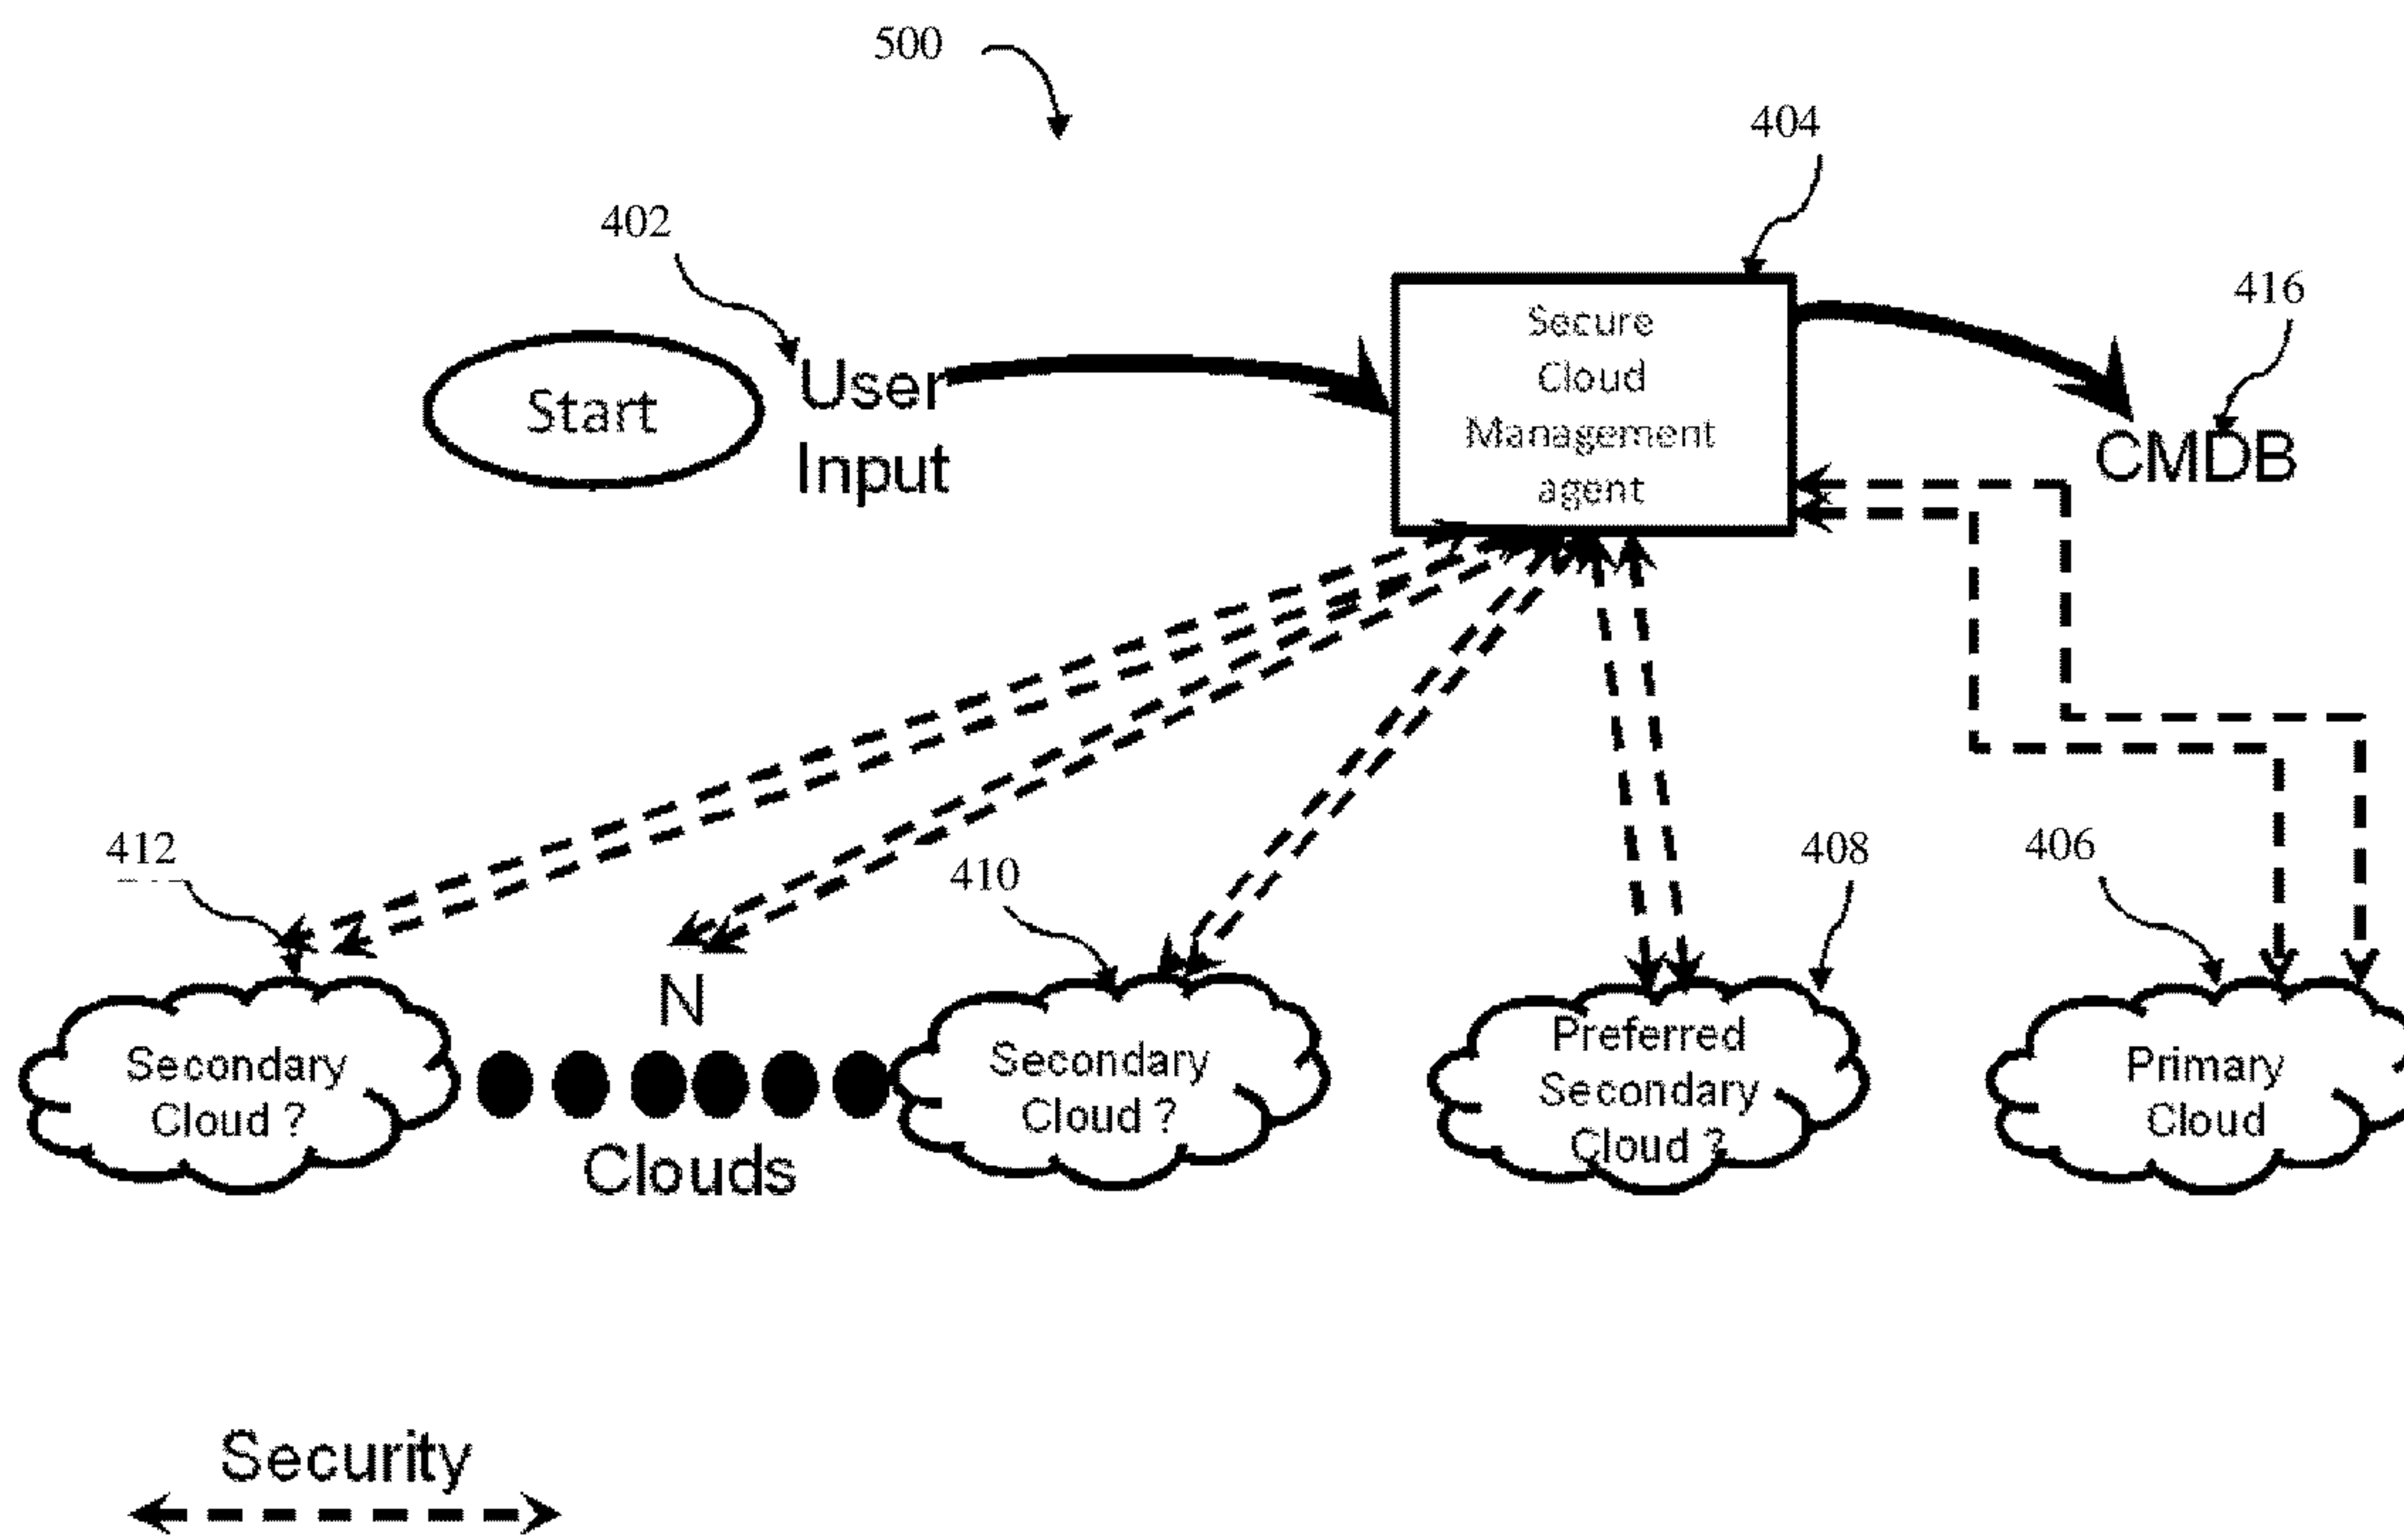 500
404
402
416
Start
User
Input
Secure
Cloud
Management
agent
CMDB
412
410
408
406
N
Secondary
Cloud ?
Clouds
Secondary
Cloud ?
Preferred
Secondary
Cloud ?
Primary
Cloud
Security